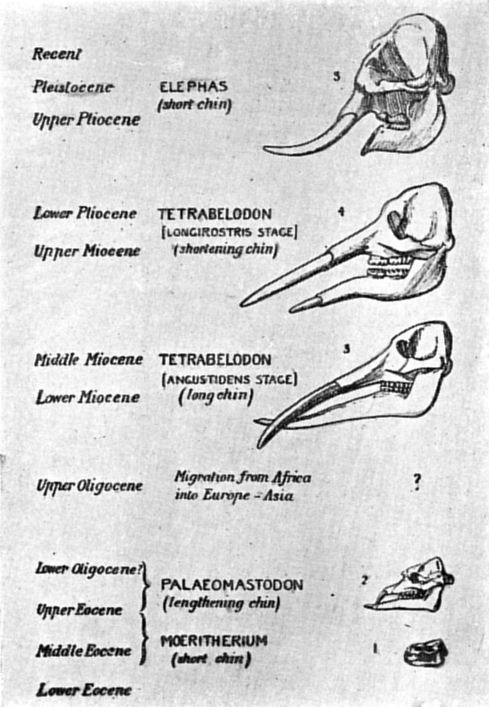 Recent
Pleistocene ELEPHAS
(short chin) 5
Upper Pliocene
Lower Pliocene TETRABELODON 4
[LONGIROSTRIS STAGE]
Upper Miocene (shortening chin)
Middle Miocene TETRABELODON 3
[ANGUSTIDENS STAGE]
Lower Miocene (long chin)
Upper Oligocene Migration from Africa
into Europe - Asia ?
Lower Oligocene?
PALAEOMASTODON 2
Upper Eocene (lengthening chin)
MOERITHERIUM 1
Middle Eocene (short chin)
Lower Eocene